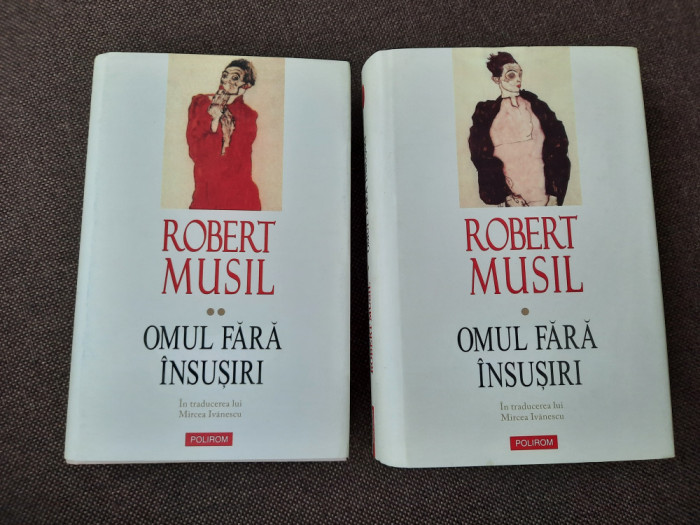 ROBERT
MUSIL
OMUL FĂRĂ
ÎNSUȘIRI
În traducerea lui
Mircea Ivănescu
POLIROM
ROBERT
MUSIL
OMUL FĂRĂ
ÎNSUȘIRI
În traducerea lui
Mircea Ivănescu
POLIROM